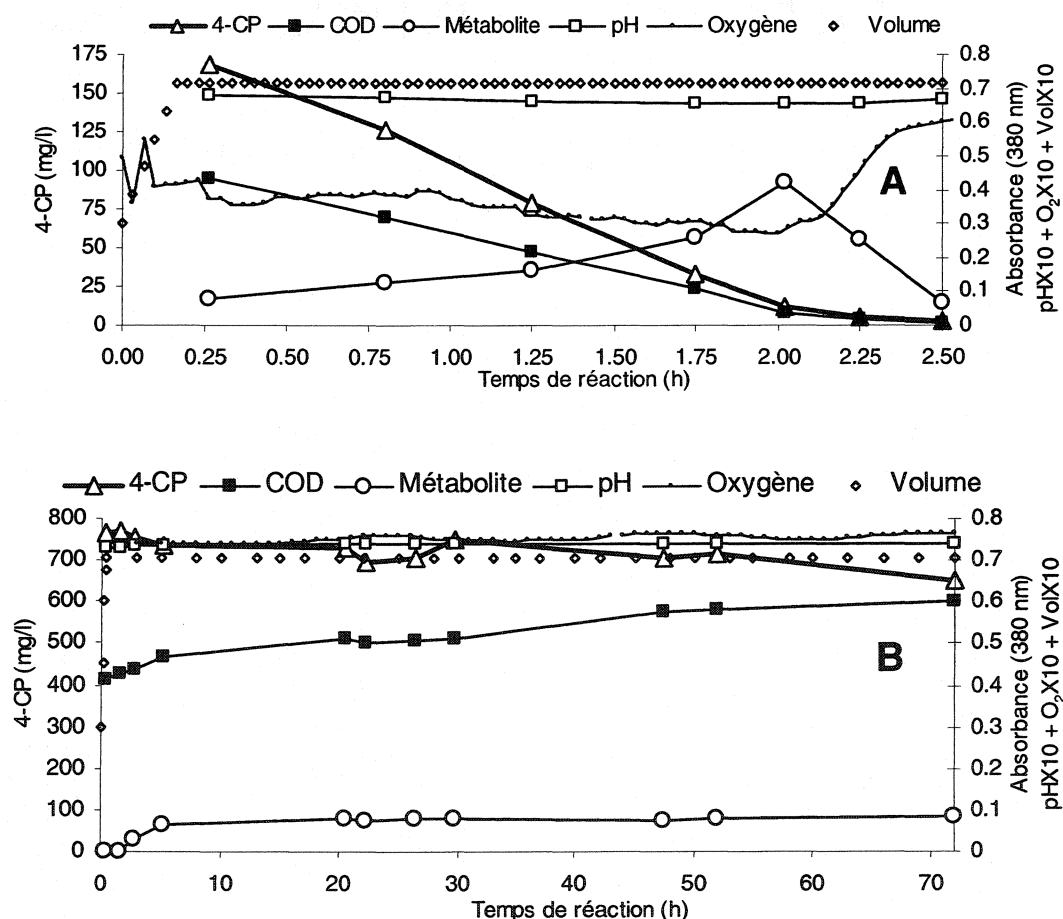 4-CP COD Métabolite pH Oxygène Volume
175 0.8
150 0.7
125 0.6
100 0.5
75 0.4
50 0.3
25 0.2
0 0.1
0
4-CP (mg/l)
A
Absorbance (380 nm)
pHX10 + O₂X10 + VolX10
0.00 0.25 0.50 0.75 1.00 1.25 1.50 1.75 2.00 2.25 2.50
Temps de réaction (h)
4-CP COD Métabolite pH Oxygène Volume
800 0.8
700 0.7
600 0.6
500 0.5
400 0.4
300 0.3
200 0.2
100 0.1
0 0
4-CP (mg/l)
B
Absorbance (380 nm)
pHX10 + O₂X10 + VolX10
0 10 20 30 40 50 60 70
Temps de réaction (h)